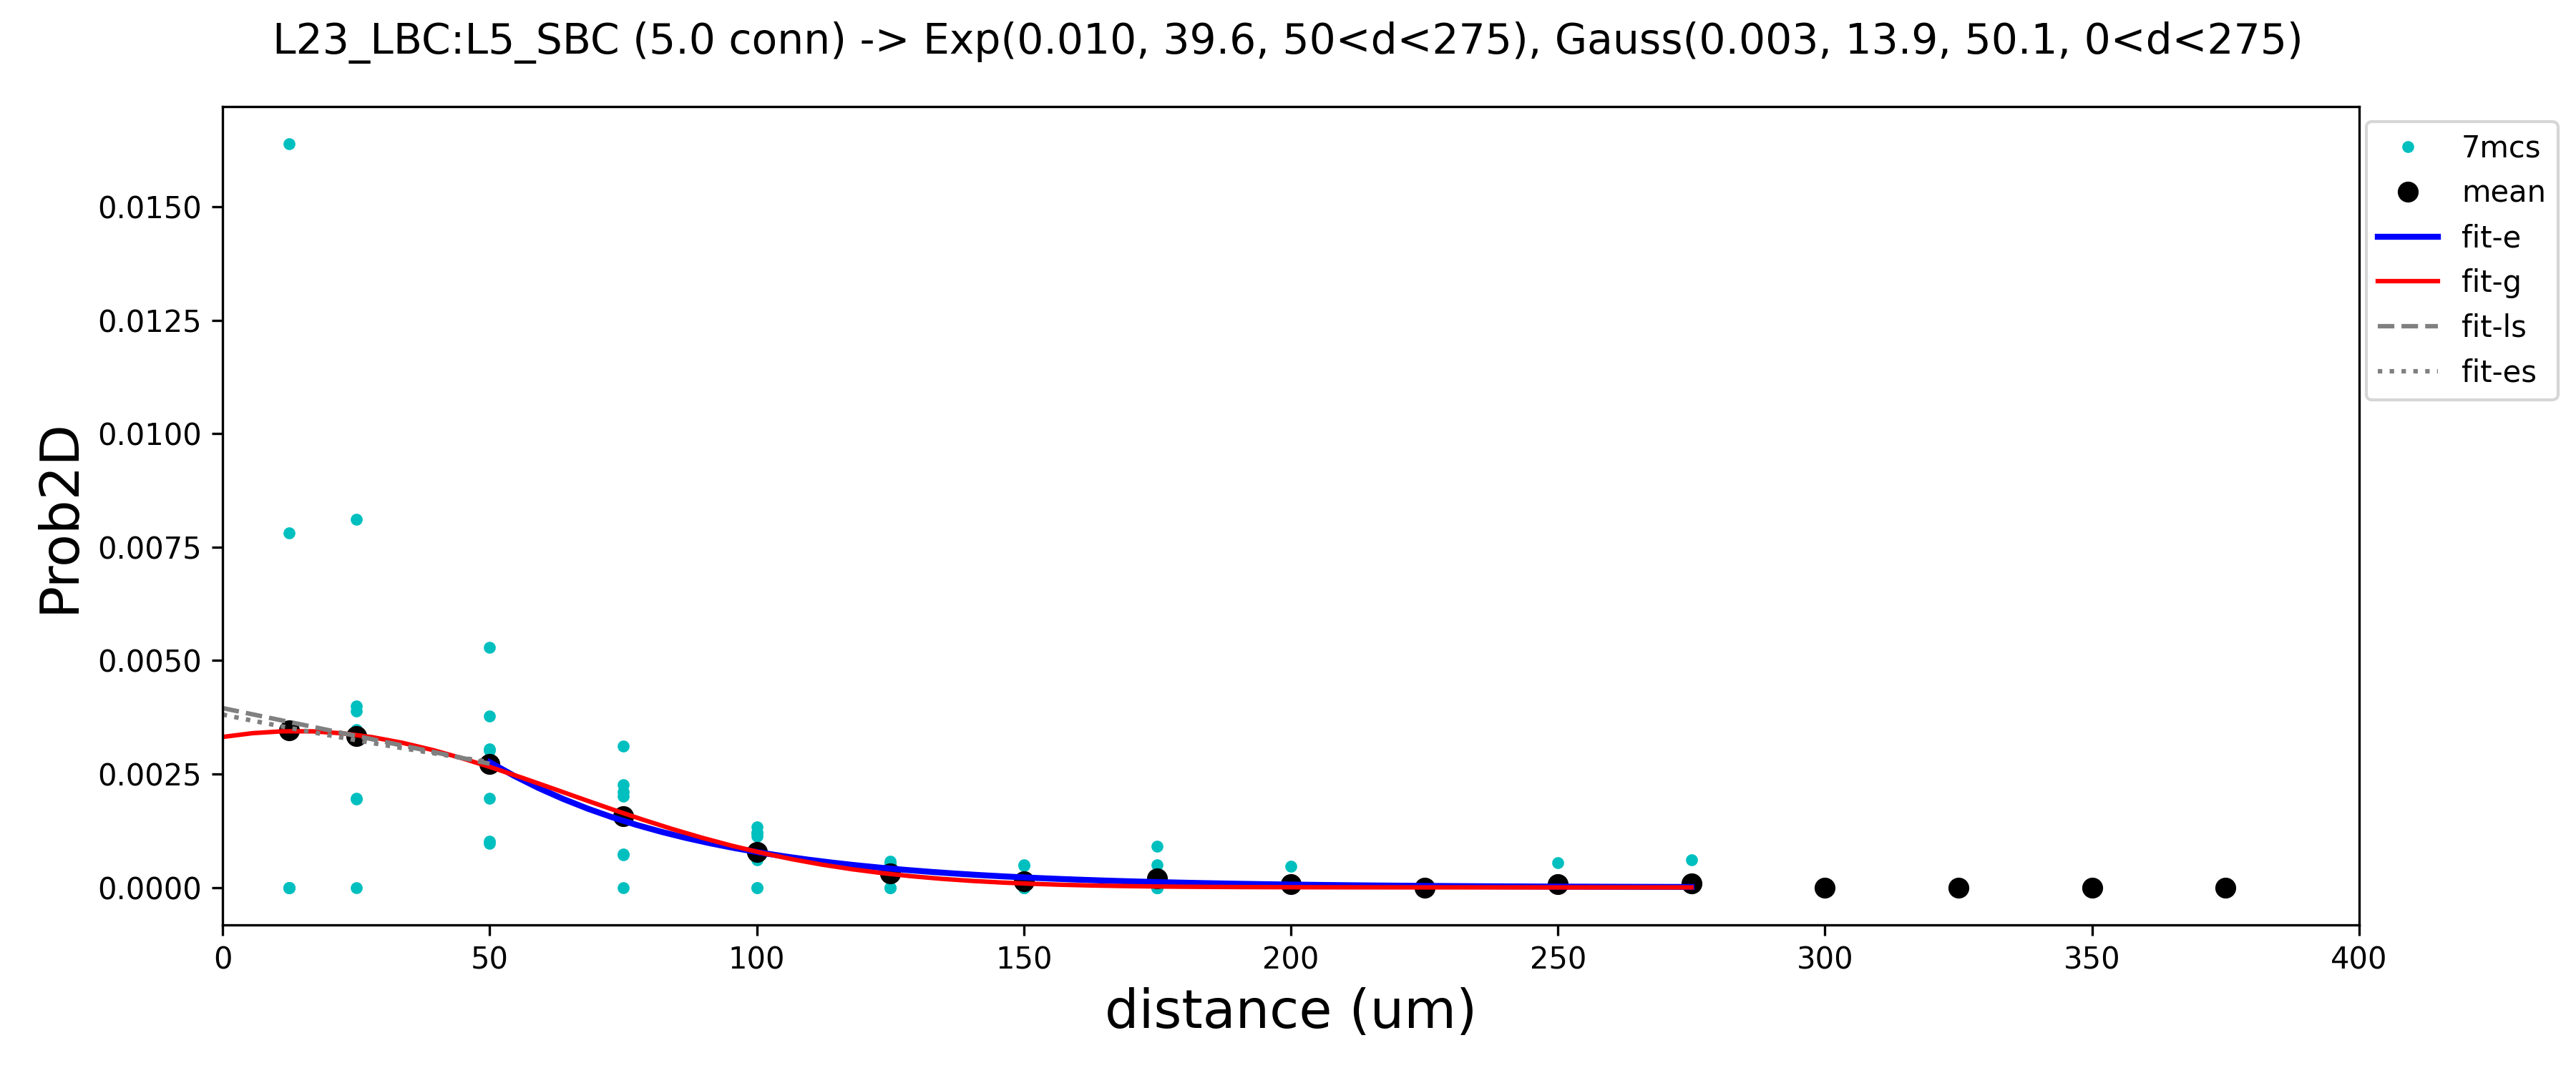 L23_LBC:L5_SBC (5.0 conn) -> Exp(0.010, 39.6, 50<d<275), Gauss(0.003, 13.9, 50.1, 0<d<275)
7mcs
mean
fit-e
fit-g
fit-ls
fit-es
Prob2D
0.0150
0.0125
0.0100
0.0075
0.0050
0.0025
0.0000
0 50 100 150 200 250 300 350 400
distance (um)